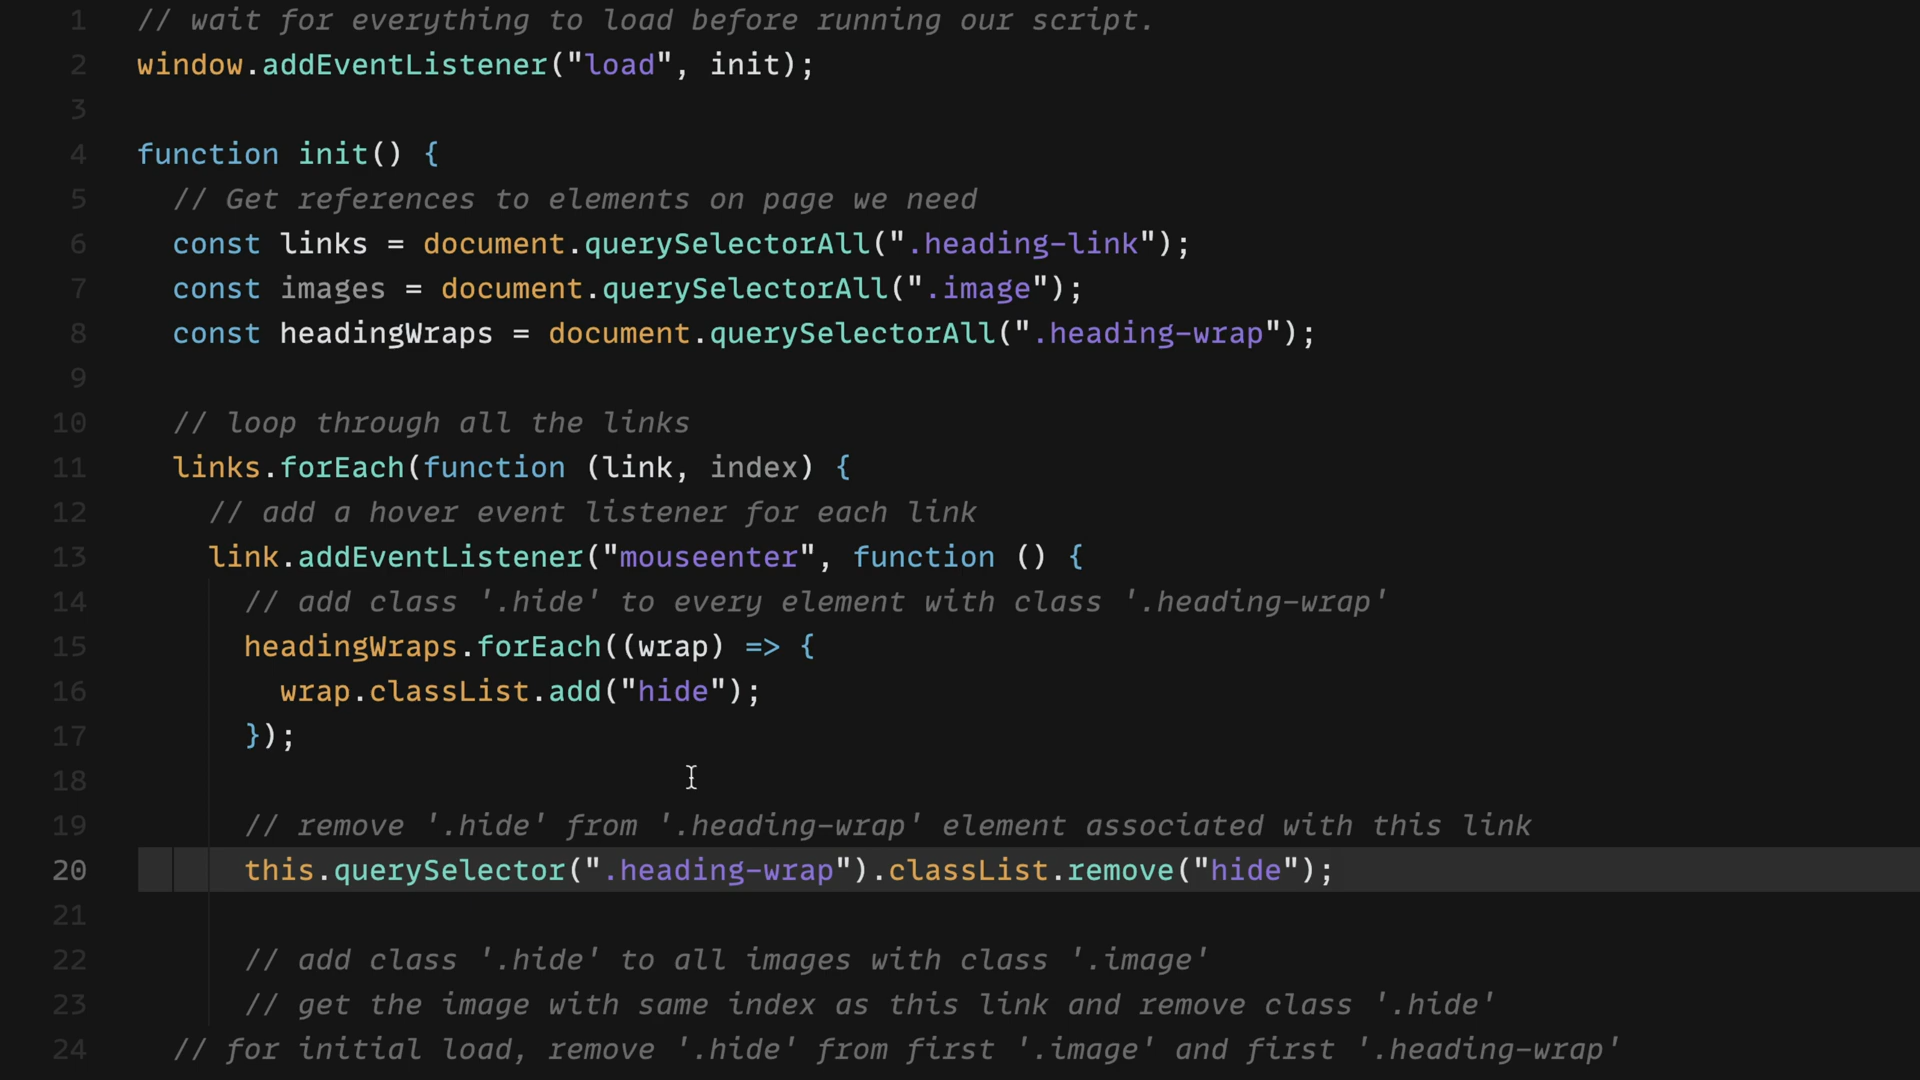 1 // wait for everything to load before running our script.
2 window.addEventListener("load", init);
3
4 function init() {
5   // Get references to elements on page we need
6   const links = document.querySelectorAll(".heading-link");
7   const images = document.querySelectorAll(".image");
8   const headingWraps = document.querySelectorAll(".heading-wrap");
9
10   // loop through all the links
11   links.forEach(function (link, index) {
12     // add a hover event listener for each link
13     link.addEventListener("mouseenter", function () {
14       // add class '.hide' to every element with class '.heading-wrap'
15       headingWraps.forEach((wrap) => {
16         wrap.classList.add("hide");
17       });
18
19       // remove '.hide' from '.heading-wrap' element associated with this link
20       this.querySelector(".heading-wrap").classList.remove("hide");
21
22       // add class '.hide' to all images with class '.image'
23       // get the image with same index as this link and remove class '.hide'
24   // for initial load, remove '.hide' from first '.image' and first '.heading-wrap'